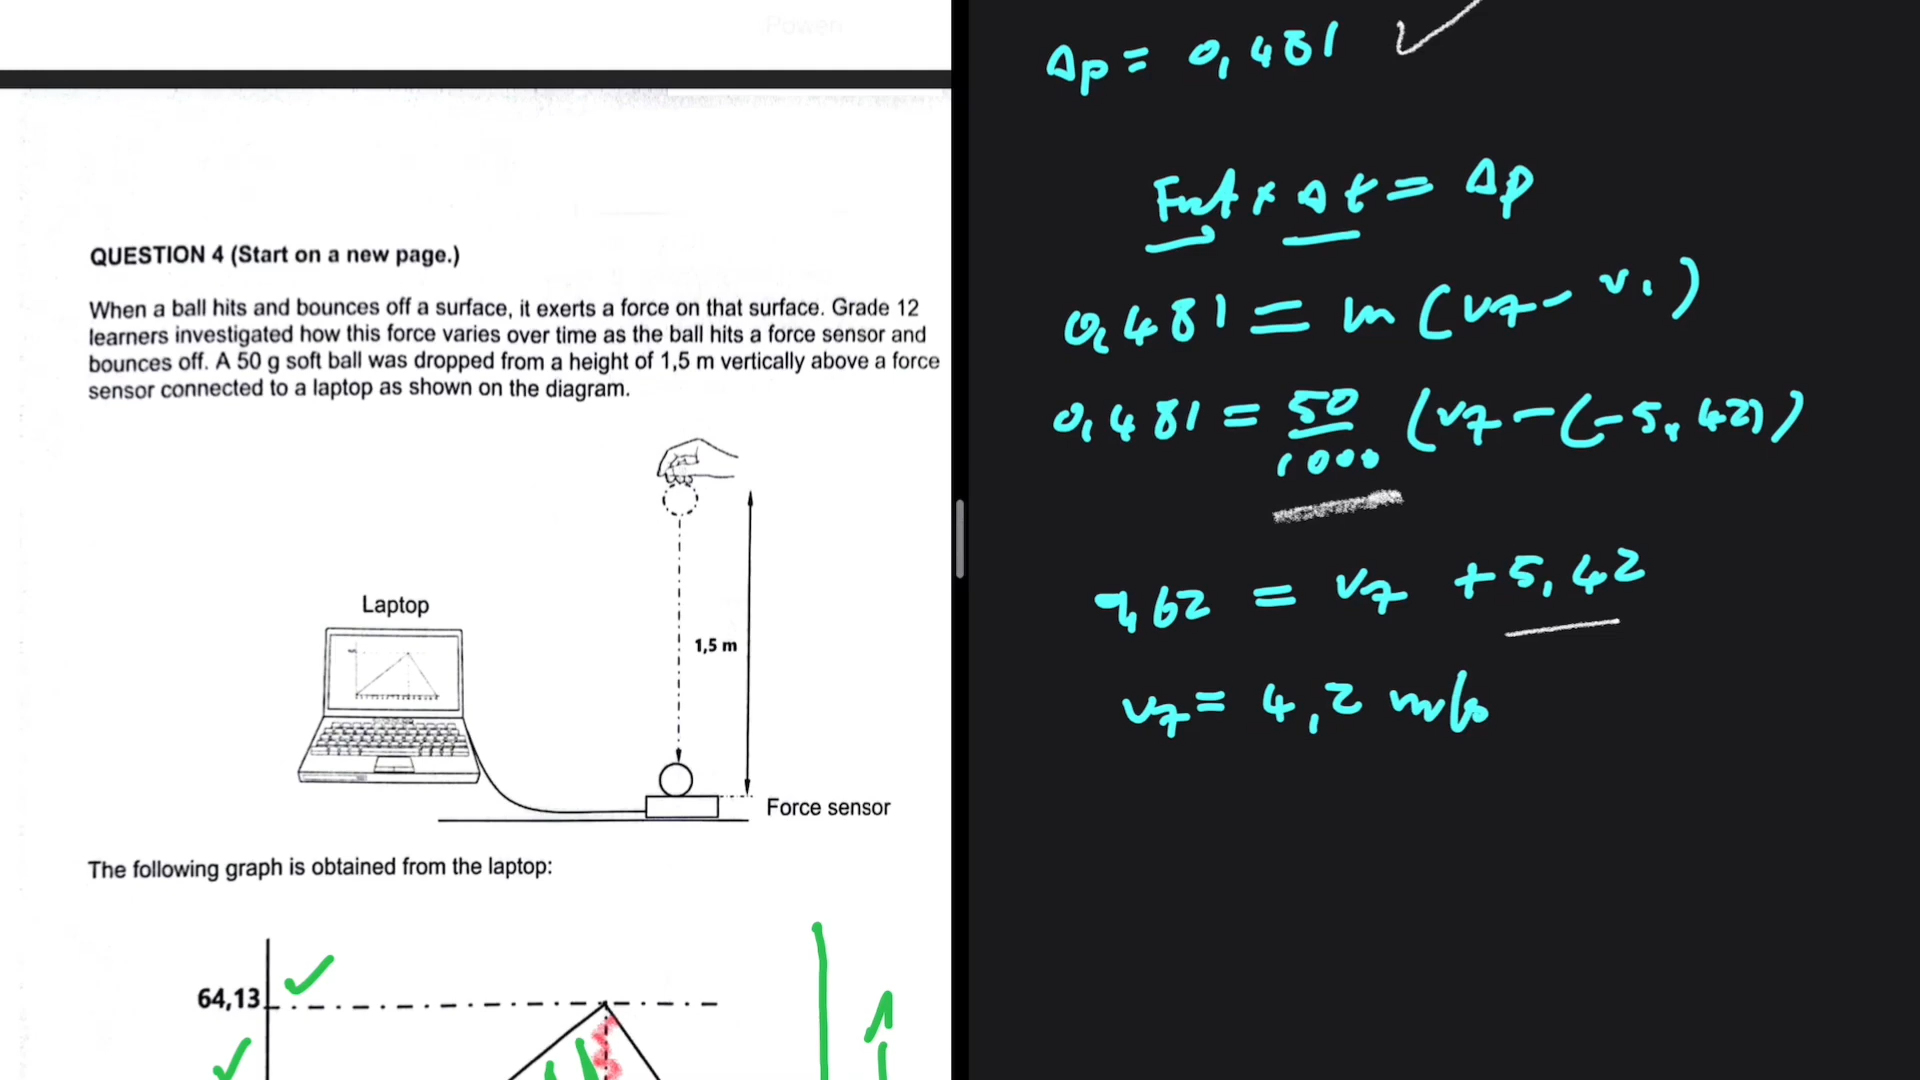 Powen
QUESTION 4 (Start on a new page.)
When a ball hits and bounces off a surface, it exerts a force on that surface. Grade 12
learners investigated how this force varies over time as the ball hits a force sensor and
bounces off. A 50 g soft ball was dropped from a height of 1,5 m vertically above a force
sensor connected to a laptop as shown on the diagram.
Laptop
1,5 m
Force sensor
The following graph is obtained from the laptop:
64,13
Δp = 0,481
Fnet × Δt = Δp
0,481 = m (vf - vi)
0,481 = 50/1000 (vf - (-5,42))
9,62 = vf + 5,42
vf = 4,2 m/s